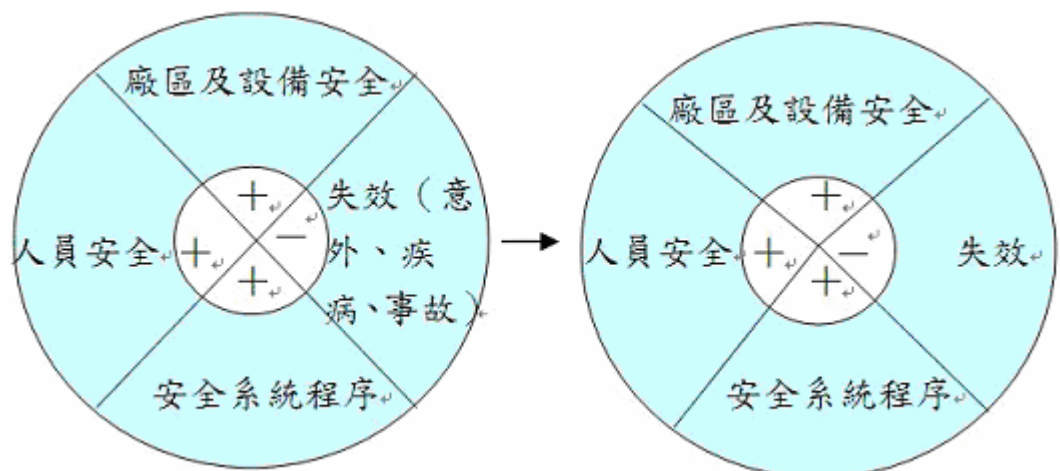 廠區及設備安全
+
人員安全
+
-
+
失效（意
外、疾
病、事故）
安全系統程序
廠區及設備安全
+
人員安全
+
-
+
失效
安全系統程序